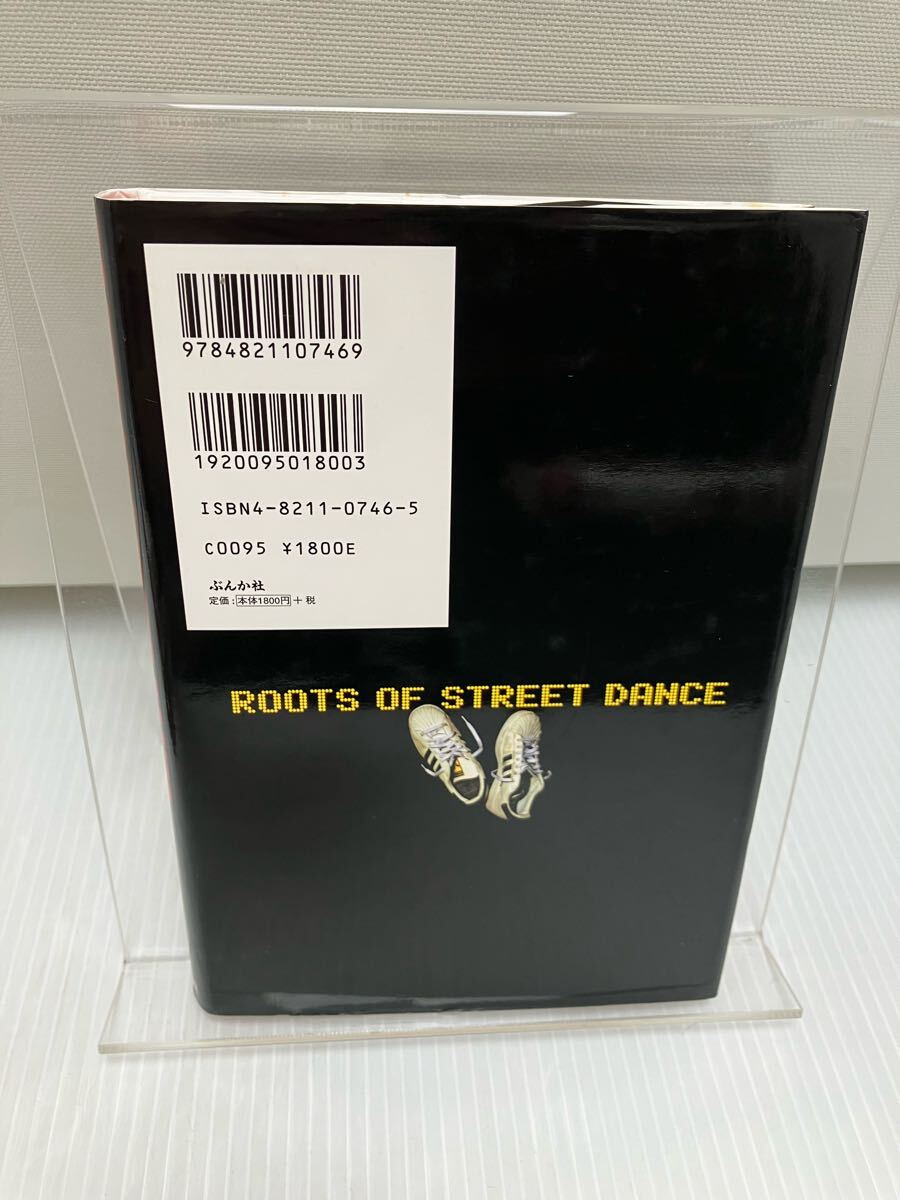 9784821107469
1920095018003
ISBN4-8211-0746-5
C0095 ¥1800E
ぶんか社
定価:本体1800円+税
ROOTS OF STREET DANCE